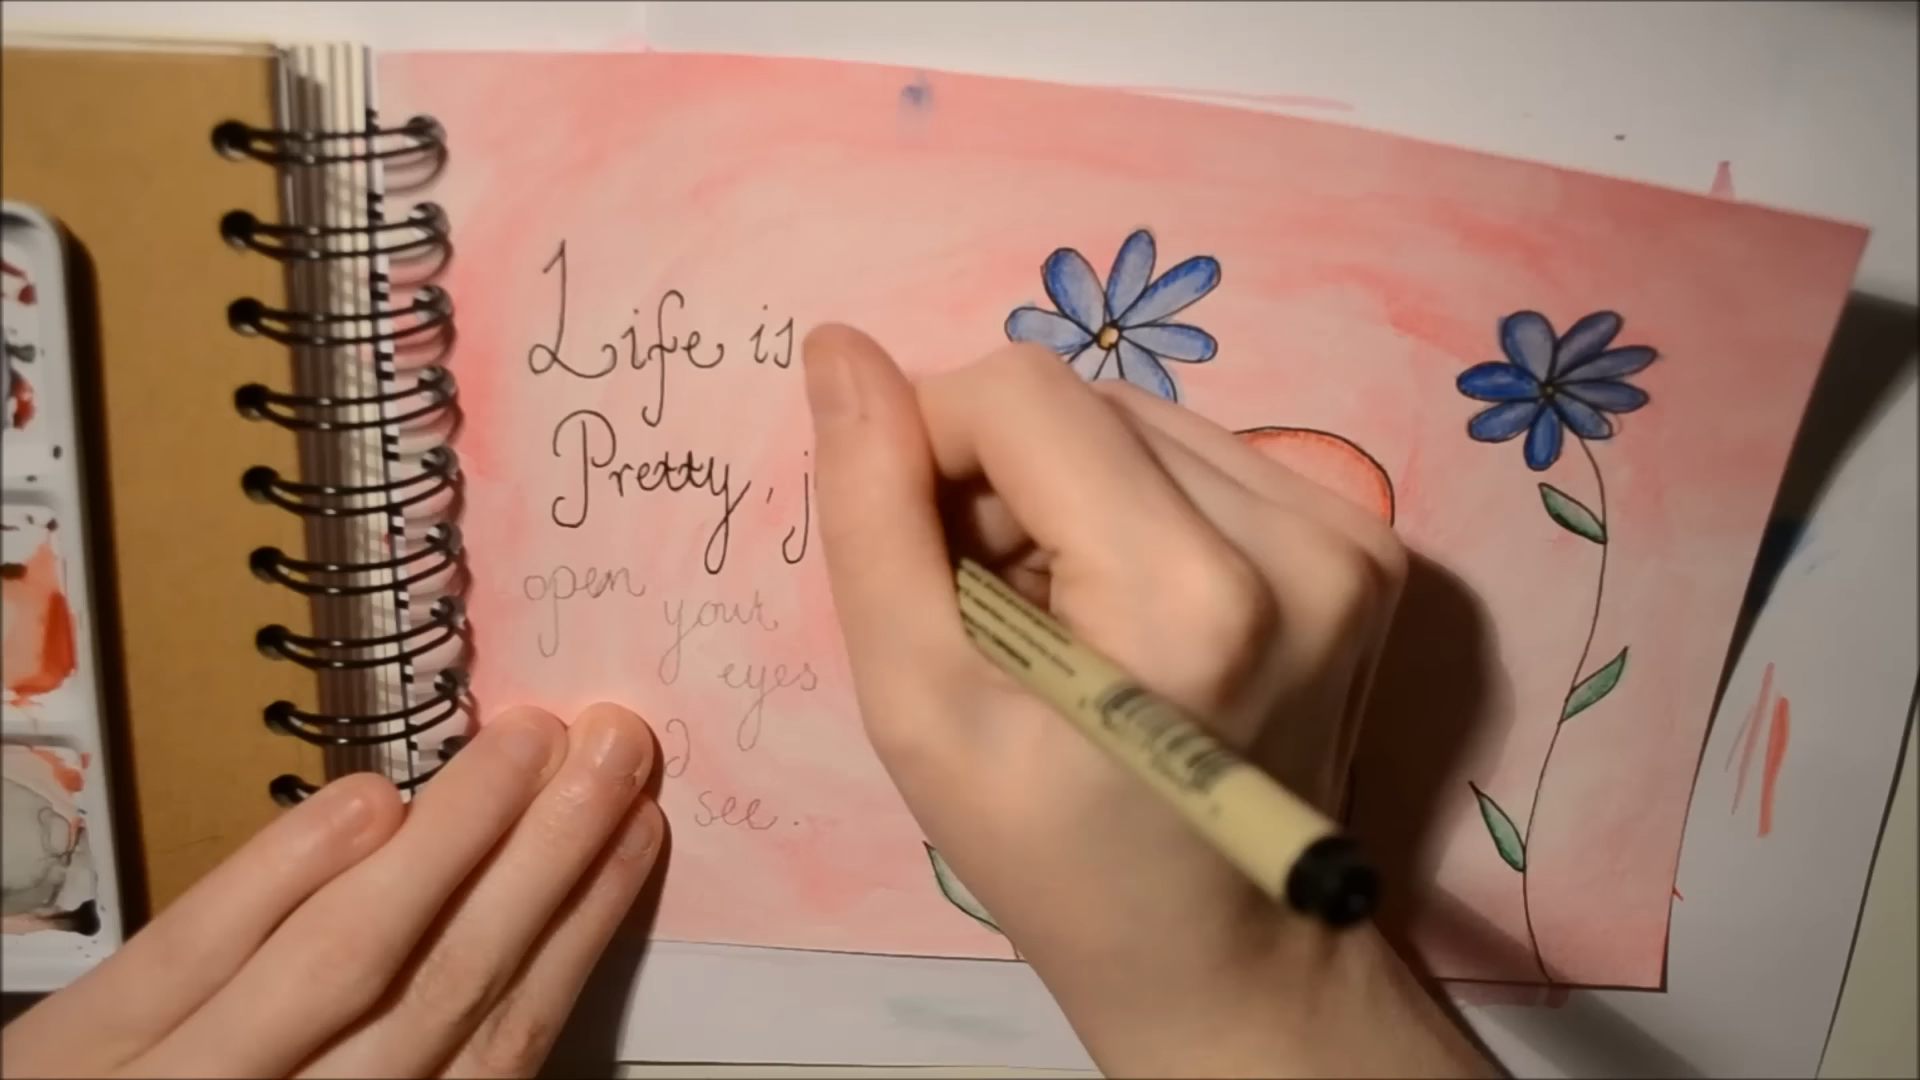 Life is
Pretty, j
open your
eyes
&
see.